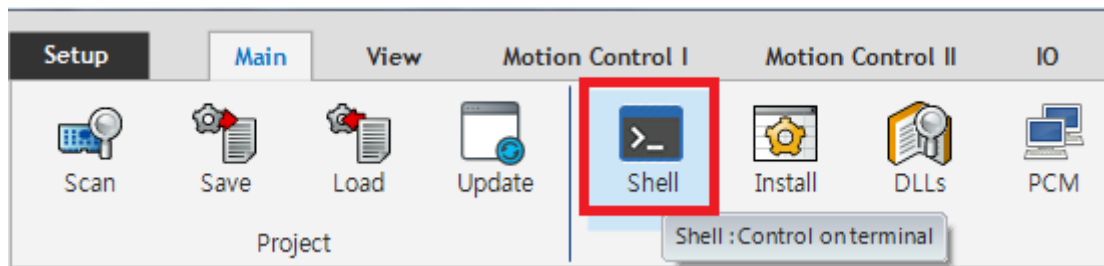 Setup Main View Motion Control I Motion Control II IO
>_
Scan Save Load Update Shell Install DLLs PCM
Project
Shell : Control on terminal